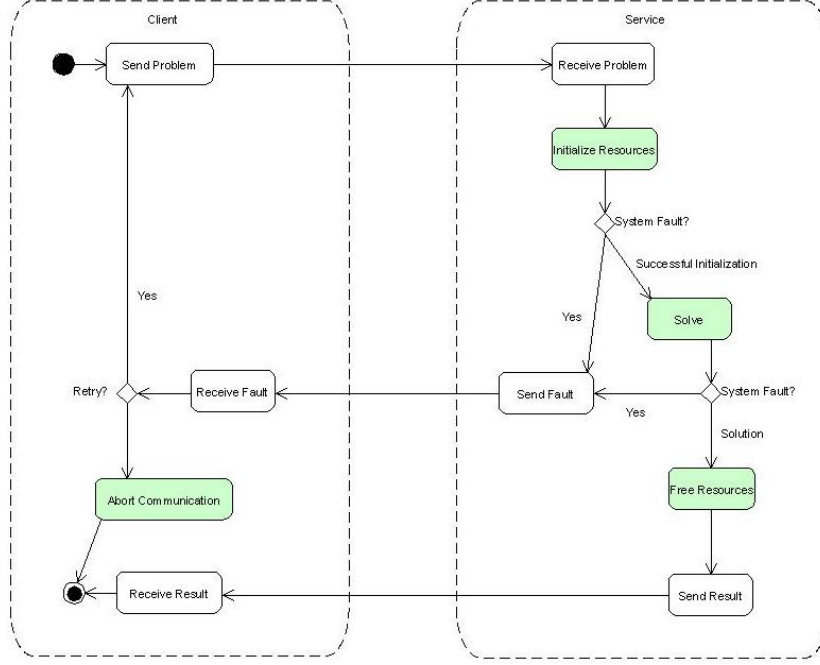 Client
Service
Send Problem
Receive Problem
Initialize Resources
System Fault?
Successful Initialization
Yes
Yes
Solve
Retry?
Receive Fault
Send Fault
Yes
System Fault?
Solution
Abort Communication
Free Resources
Receive Result
Send Result